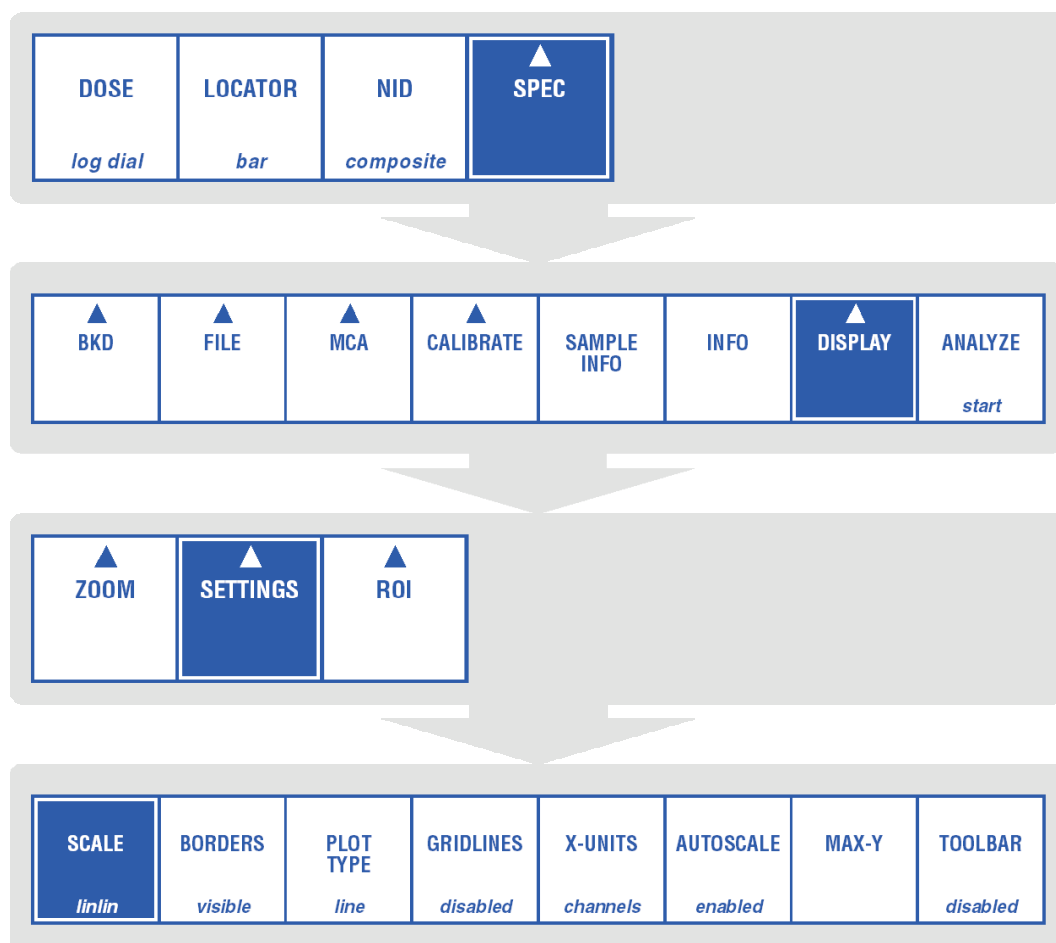 DOSE
log dial
LOCATOR
bar
NID
composite
SPEC
BKD
FILE
MCA
CALIBRATE
SAMPLE
INFO
INFO
DISPLAY
ANALYZE
start
ZOOM
SETTINGS
ROI
SCALE
linlin
BORDERS
visible
PLOT
TYPE
line
GRIDLINES
disabled
X-UNITS
channels
AUTOSCALE
enabled
MAX-Y
TOOLBAR
disabled